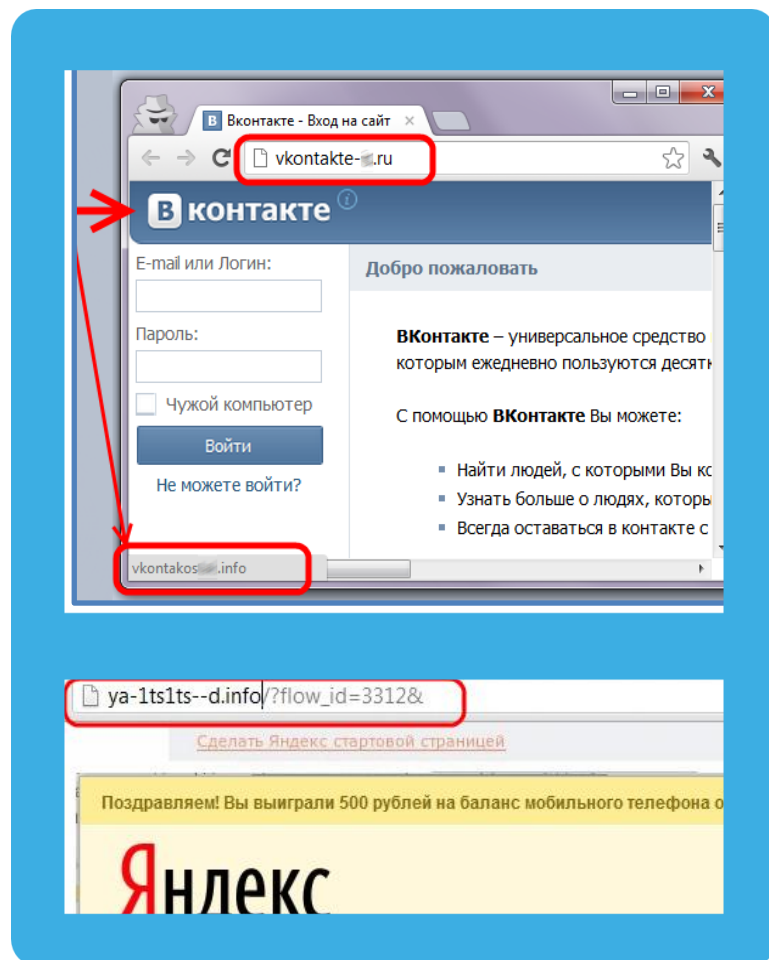 Вконтакте - Вход на сайт
vkontakte-.ru
В контакте
E-mail или Логин:
Пароль:
Чужой компьютер
Войти
Не можете войти?
Добро пожаловать
ВКонтакте – универсальное средство
которым ежедневно пользуются десятк
С помощью ВКонтакте Вы можете:
Найти людей, с которыми Вы кс
Узнать больше о людях, которы
Всегда оставаться в контакте с
vkontakos.info
ya-1ts1ts--d.info/?flow_id=3312&
Сделать Яндекс стартовой страницей
Поздравляем! Вы выиграли 500 рублей на баланс мобильного телефона о
Яндекс